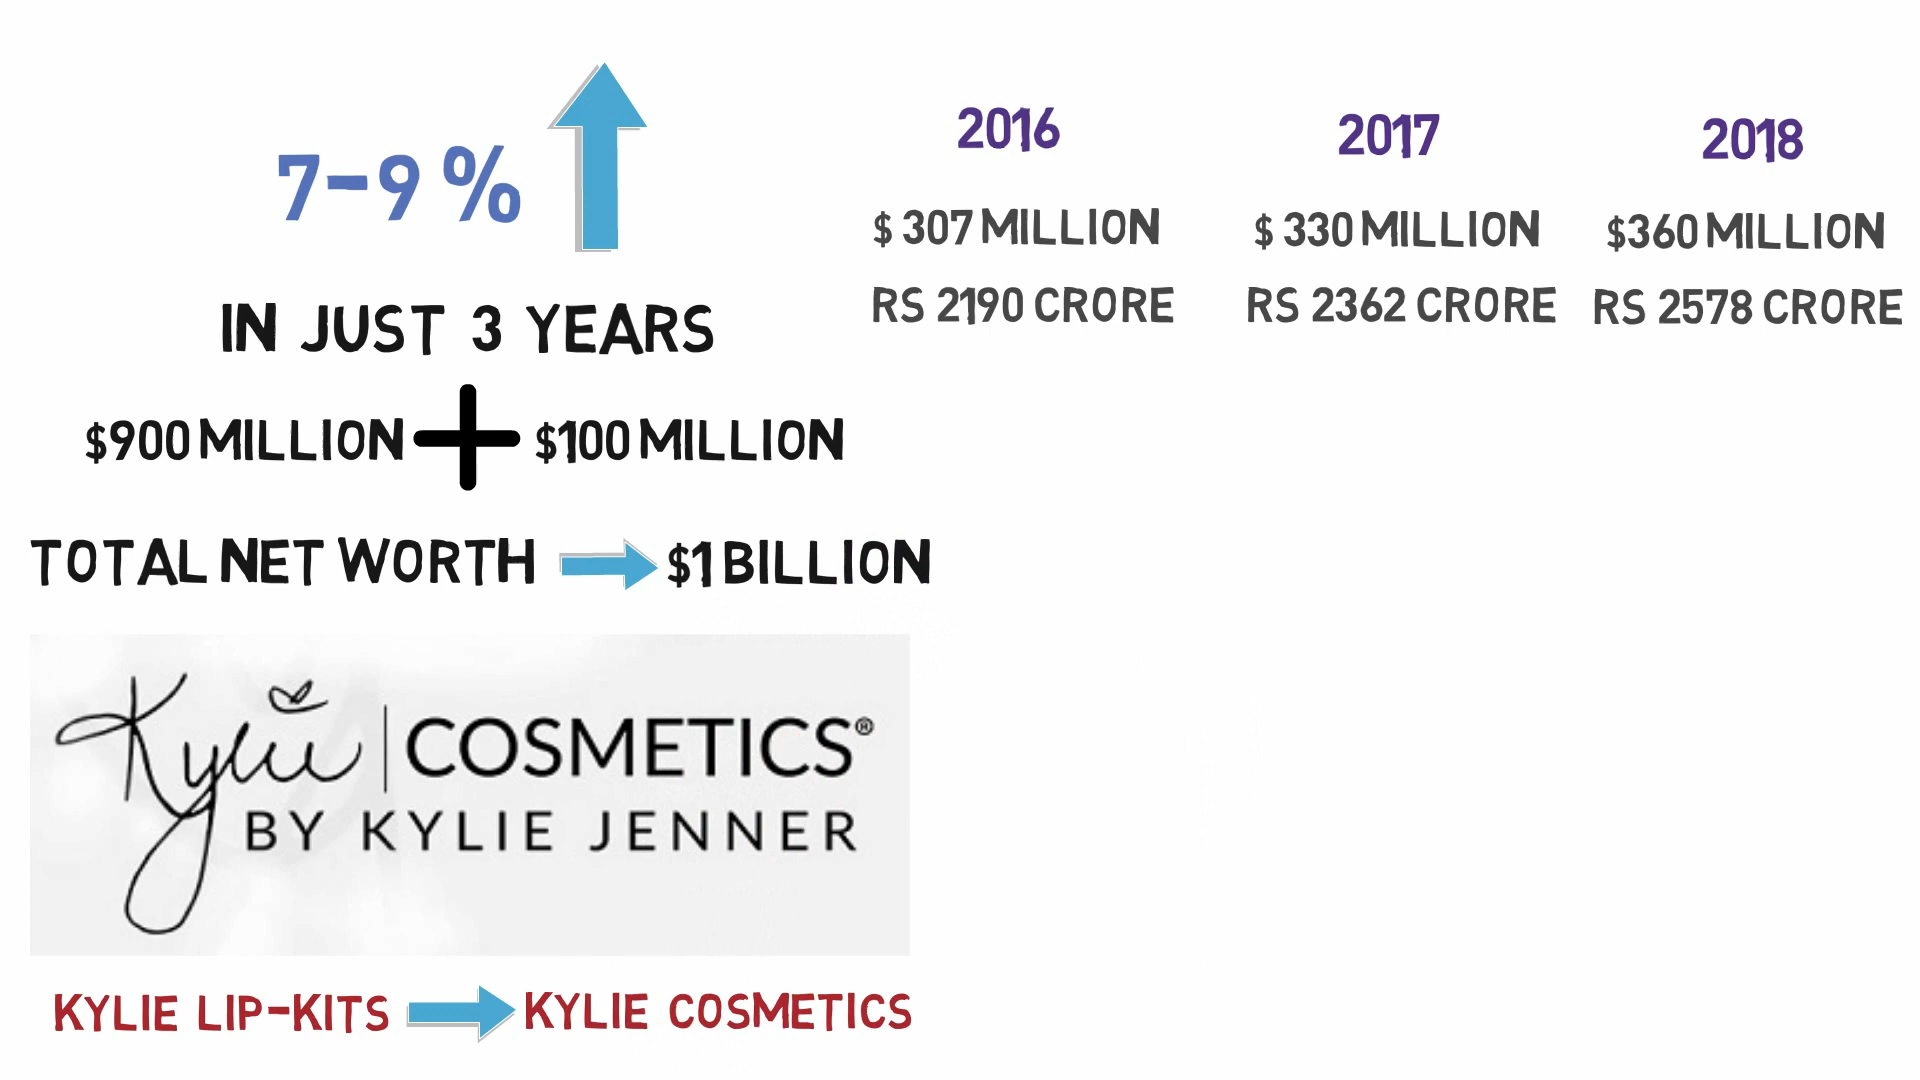 7-9 %
IN JUST 3 YEARS
$900 MILLION + $100 MILLION
TOTAL NET WORTH $1 BILLION
Kylie COSMETICS®
BY KYLIE JENNER
KYLIE LIP-KITS KYLIE COSMETICS
2016 2017 2018
$ 307 MILLION $ 330 MILLION $360 MILLION
RS 2190 CRORE RS 2362 CRORE RS 2578 CRORE